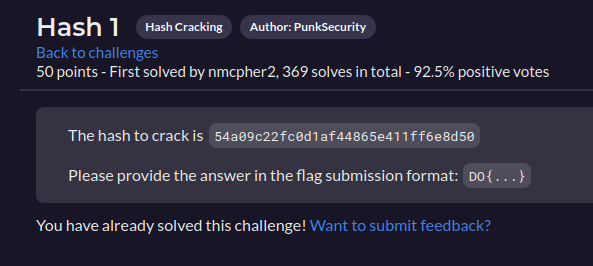 Hash 1 Hash Cracking Author: PunkSecurity
Back to challenges
50 points - First solved by nmcpher2, 369 solves in total - 92.5% positive votes
The hash to crack is 54a09c22fc0d1af44865e411ff6e8d50
Please provide the answer in the flag submission format: DO{...}
You have already solved this challenge! Want to submit feedback?